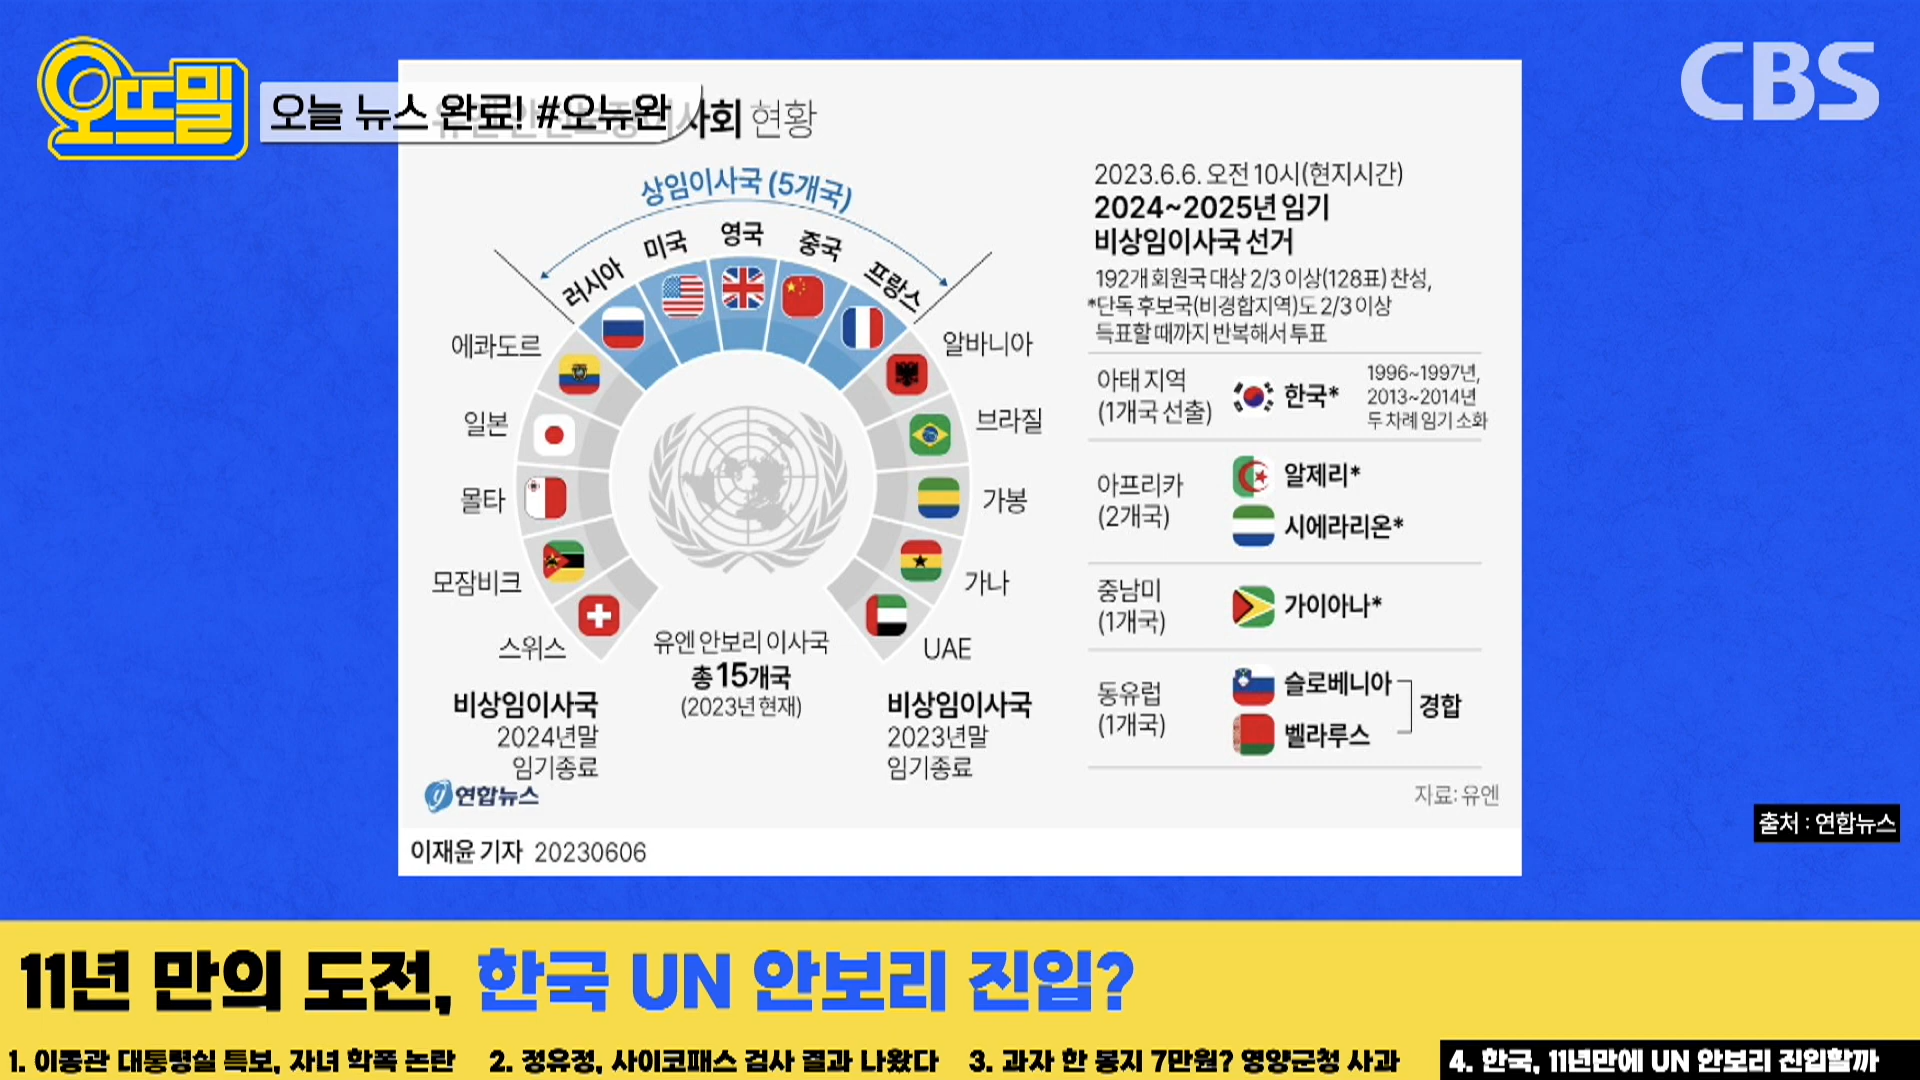 오뜨밀
오늘 뉴스 완료! #오뉴완
사회 현황
CBS
상임이사국 (5개국)
러시아
미국
영국
중국
프랑스
에콰도르
일본
몰타
모잠비크
스위스
알바니아
브라질
가봉
가나
UAE
유엔 안보리 이사국
총 15개국
(2023년 현재)
비상임이사국
2024년말
임기종료
비상임이사국
2023년말
임기종료
연합뉴스
2023.6.6. 오전 10시(현지시간)
2024~2025년 임기
비상임이사국 선거
192개 회원국 대상 2/3 이상(128표) 찬성,
*단독 후보국(비경합지역)도 2/3 이상
득표할 때까지 반복해서 투표
아태 지역
(1개국 선출)
한국*
1996~1997년,
2013~2014년
두 차례 임기 소화
아프리카
(2개국)
알제리*
시에라리온*
중남미
(1개국)
가이아나*
동유럽
(1개국)
슬로베니아
벨라루스
경합
자료: 유엔
이재윤 기자 20230606
출처 : 연합뉴스
11년 만의 도전, 한국 UN 안보리 진입?
1. 이동관 대통령실 특보, 자녀 학폭 논란 2. 정유정, 사이코패스 검사 결과 나왔다 3. 과자 한 봉지 7만원? 영양군청 사과 4. 한국, 11년만에 UN 안보리 진입할까